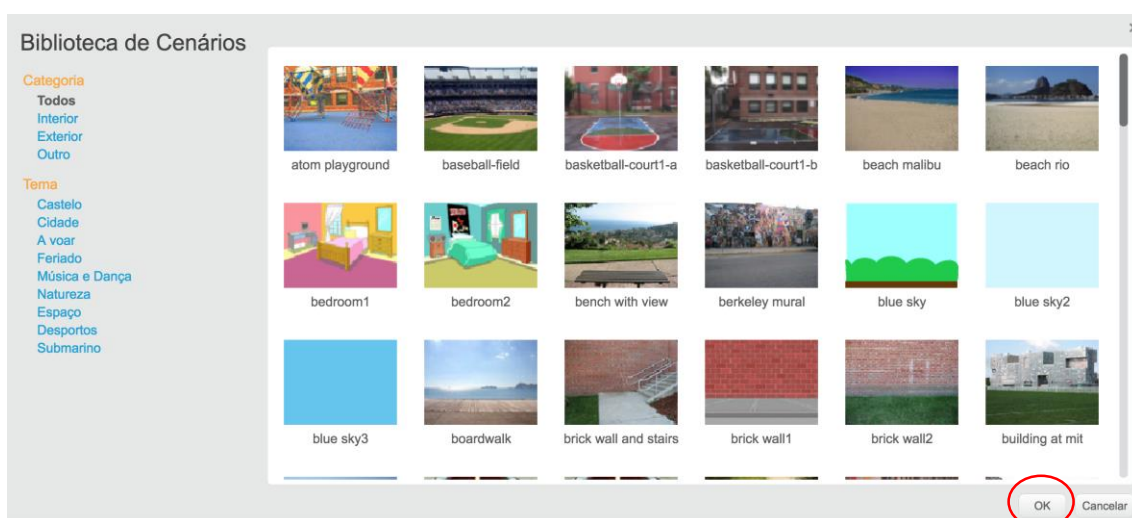 Biblioteca de Cenários
Categoria
Todos
Interior
Exterior
Outro
Tema
Castelo
Cidade
A voar
Feriado
Música e Dança
Natureza
Espaço
Desportos
Submarino
atom playground baseball-field basketball-court1-a basketball-court1-b beach malibu beach rio
bedroom1 bedroom2 bench with view berkeley mural blue sky blue sky2
blue sky3 boardwalk brick wall and stairs brick wall1 brick wall2 building at mit
OK Cancelar